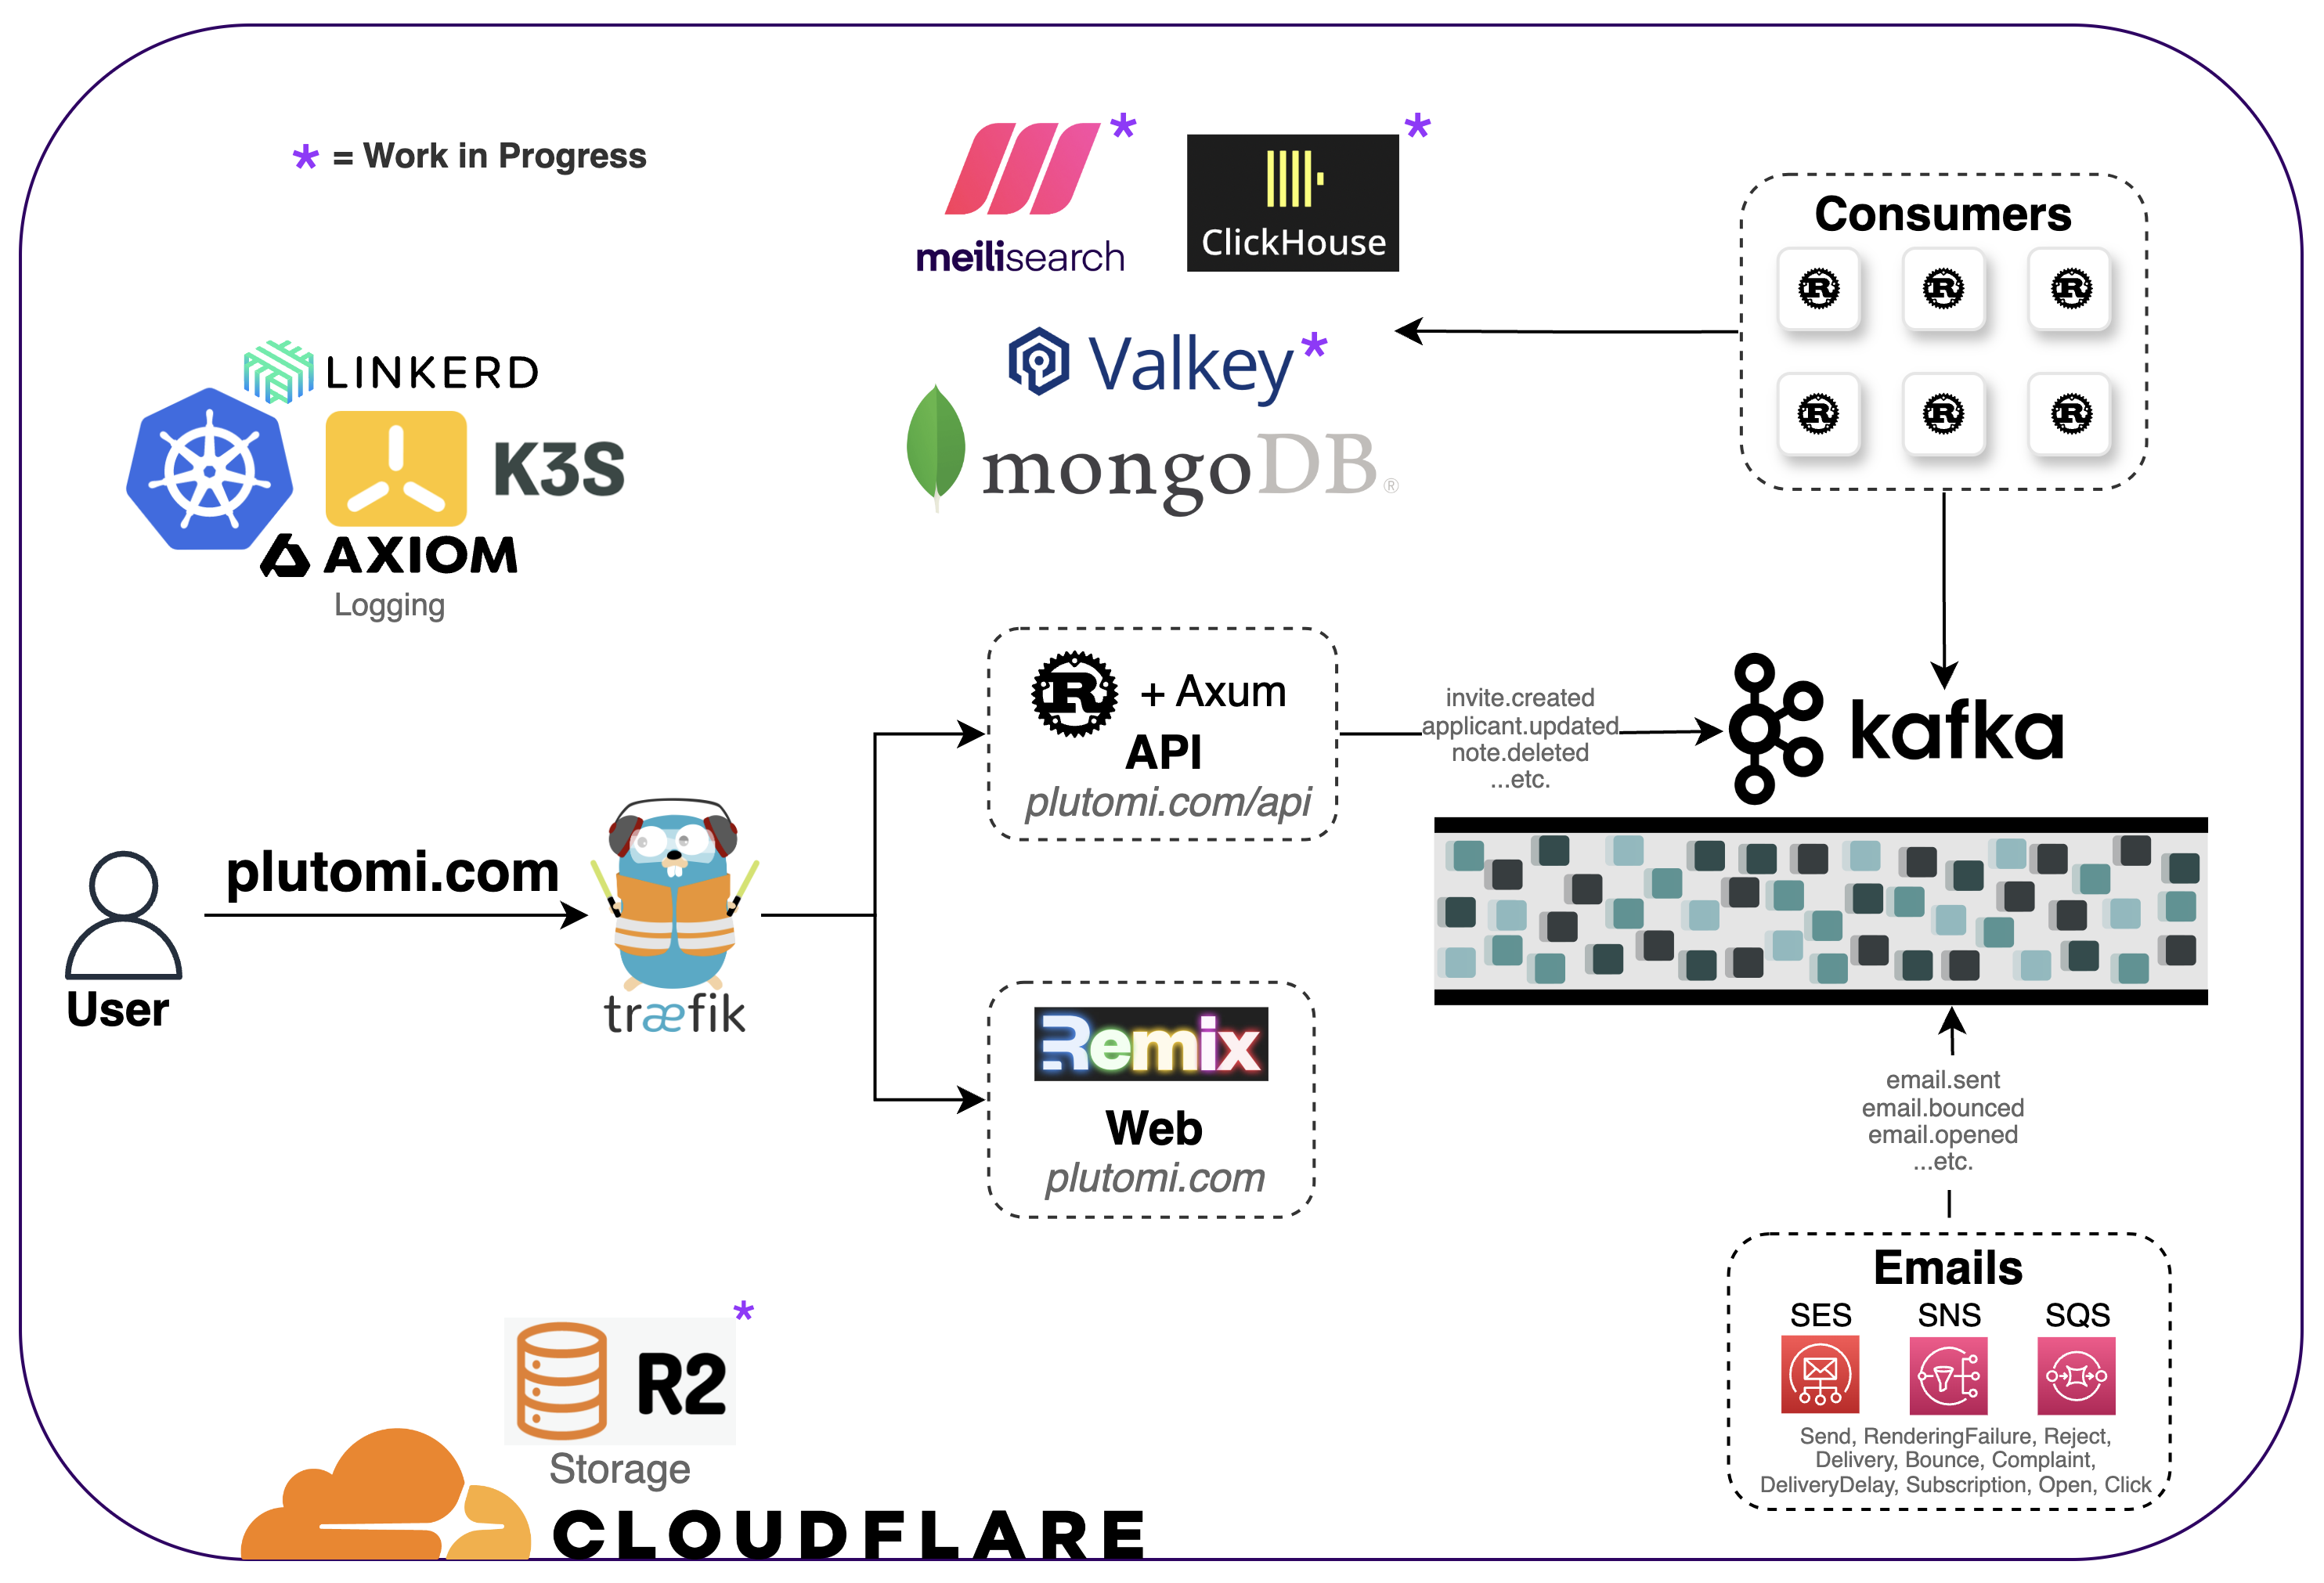 * = Work in Progress
meilisearch
*
ClickHouse
*
Valkey*
mongoDB®
LINKERD
K3S
AXIOM
Logging
Consumers
R
R
R
R
R
R
R + Axum
API
plutomi.com/api
invite.created
applicant.updated
note.deleted
...etc.
kafka
User
plutomi.com
træfik
Remix
Web
plutomi.com
email.sent
email.bounced
email.opened
...etc.
Emails
SES SNS SQS
Send, RenderingFailure, Reject,
Delivery, Bounce, Complaint,
DeliveryDelay, Subscription, Open, Click
R2
*
Storage
CLOUDFLARE